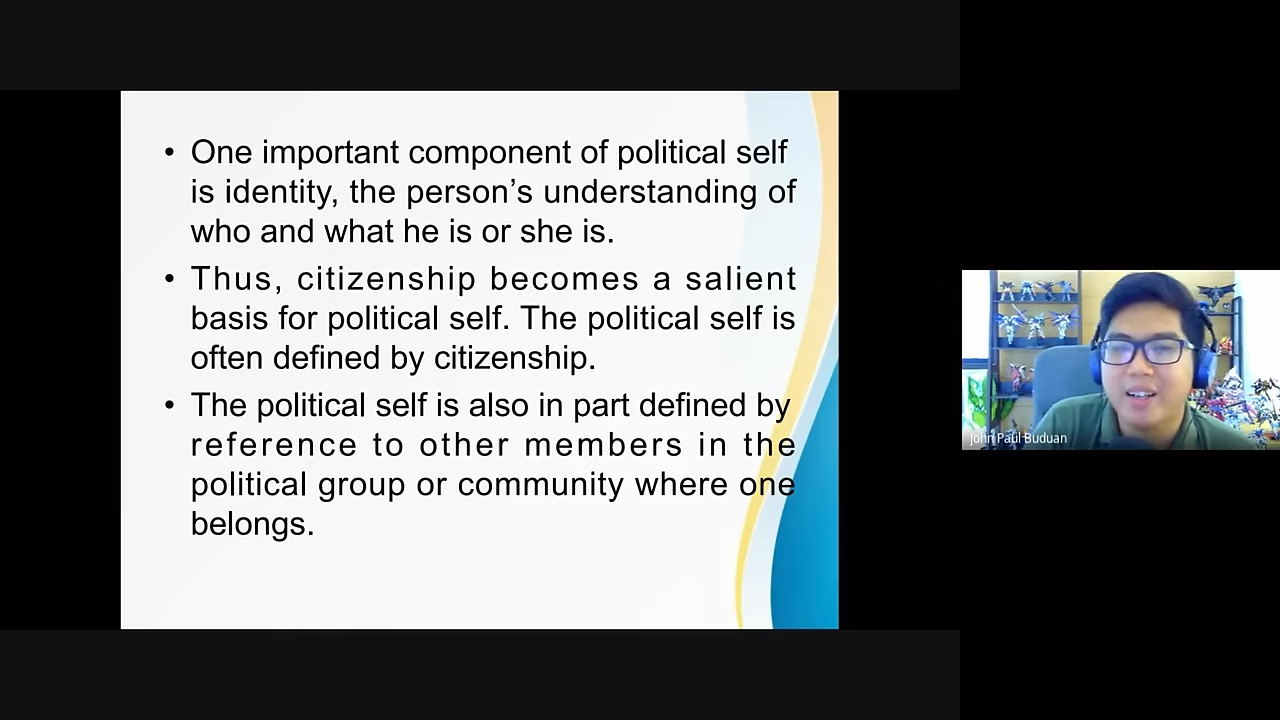 • One important component of political self
is identity, the person’s understanding of
who and what he is or she is.
• Thus, citizenship becomes a salient
basis for political self. The political self is
often defined by citizenship.
• The political self is also in part defined by
reference to other members in the
political group or community where one
belongs.
John Paul Buduan